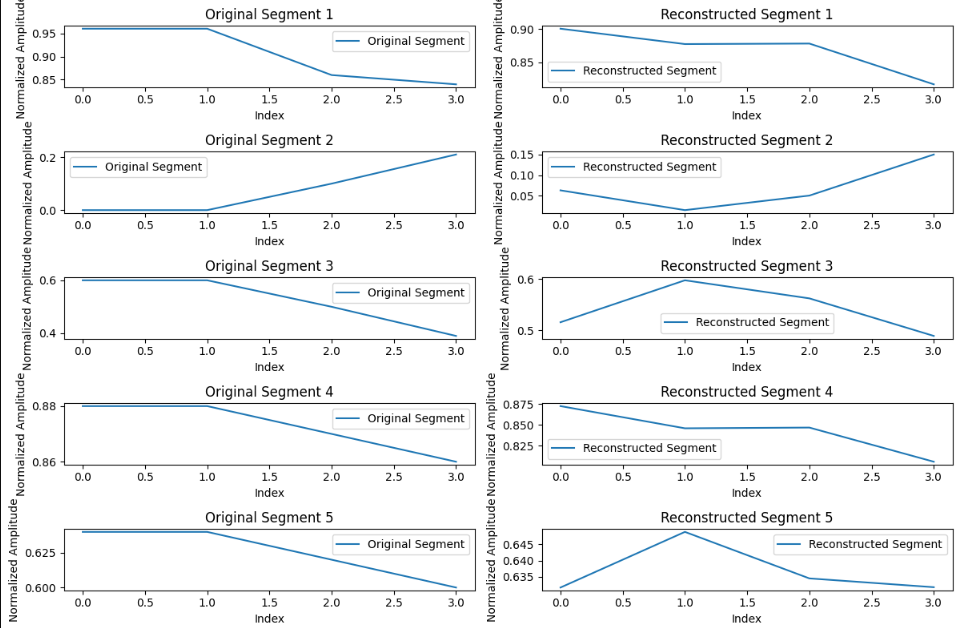 Original Segment 1
Normalized Amplitude
0.95
0.90
0.85
Original Segment
0.0 0.5 1.0 1.5 2.0 2.5 3.0
Index
Reconstructed Segment 1
Normalized Amplitude
0.90
0.85
Reconstructed Segment
0.0 0.5 1.0 1.5 2.0 2.5 3.0
Index
Original Segment 2
Normalized Amplitude
0.2
0.0
Original Segment
0.0 0.5 1.0 1.5 2.0 2.5 3.0
Index
Reconstructed Segment 2
Normalized Amplitude
0.15
0.10
0.05
Reconstructed Segment
0.0 0.5 1.0 1.5 2.0 2.5 3.0
Index
Original Segment 3
Normalized Amplitude
0.6
0.4
Original Segment
0.0 0.5 1.0 1.5 2.0 2.5 3.0
Index
Reconstructed Segment 3
Normalized Amplitude
0.6
0.5
Reconstructed Segment
0.0 0.5 1.0 1.5 2.0 2.5 3.0
Index
Original Segment 4
Normalized Amplitude
0.88
0.86
Original Segment
0.0 0.5 1.0 1.5 2.0 2.5 3.0
Index
Reconstructed Segment 4
Normalized Amplitude
0.875
0.850
0.825
Reconstructed Segment
0.0 0.5 1.0 1.5 2.0 2.5 3.0
Index
Original Segment 5
Normalized Amplitude
0.625
0.600
Original Segment
0.0 0.5 1.0 1.5 2.0 2.5 3.0
Index
Reconstructed Segment 5
Normalized Amplitude
0.645
0.640
0.635
Reconstructed Segment
0.0 0.5 1.0 1.5 2.0 2.5 3.0
Index